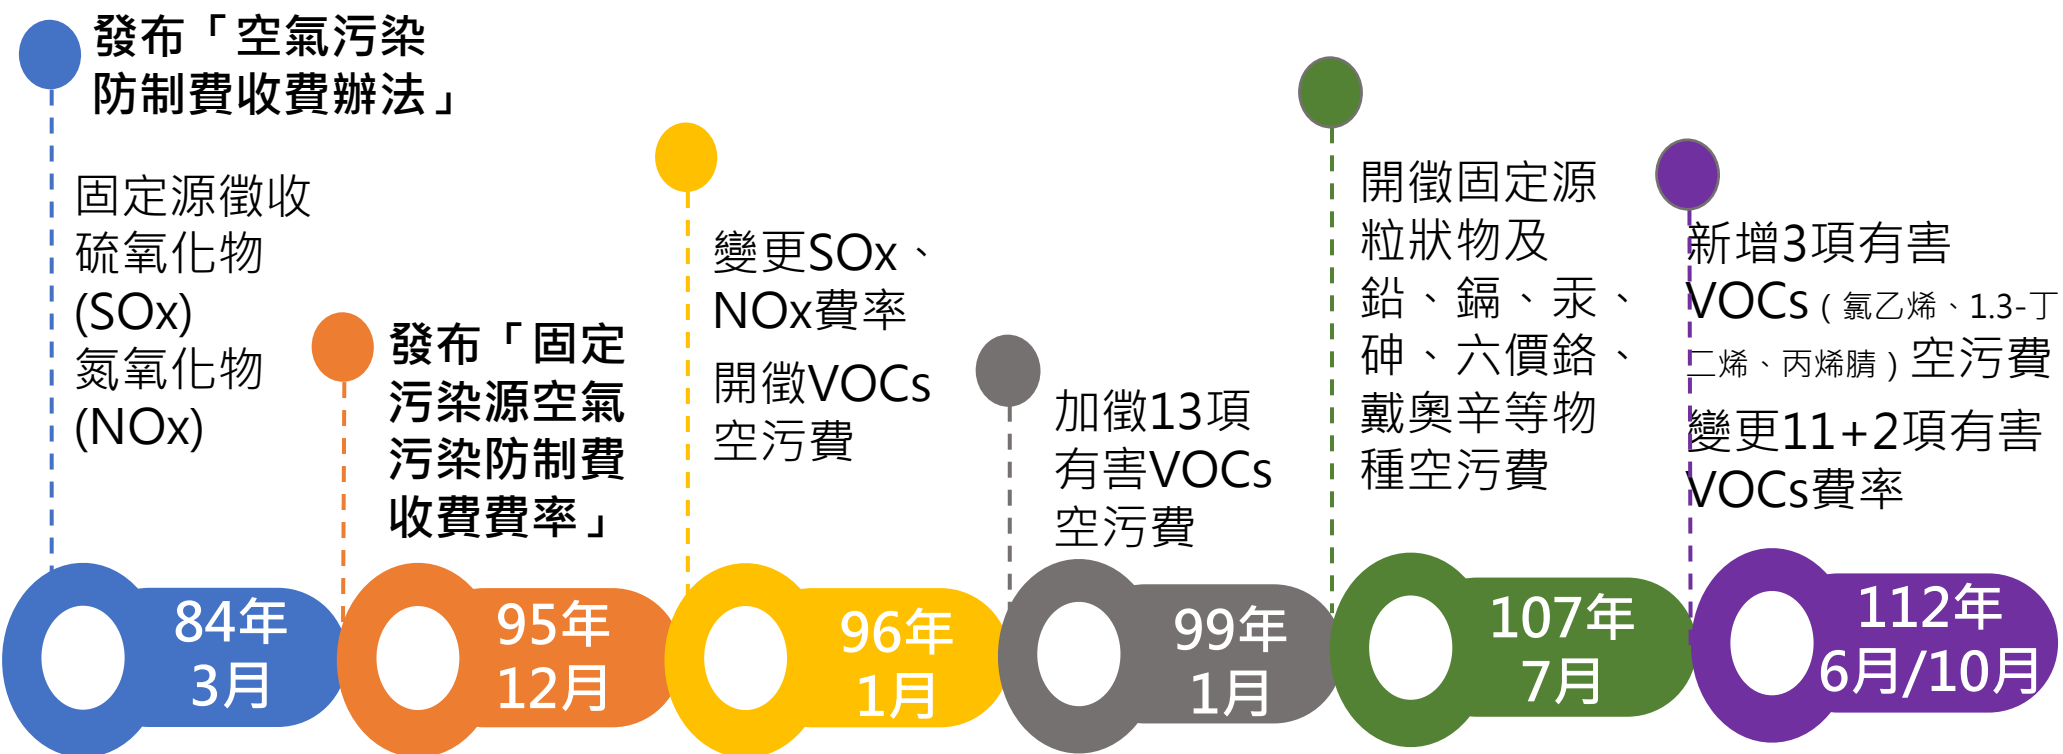 發布「空氣污染
防制費收費辦法」
固定源徵收
硫氧化物
(SOx)
氮氧化物
(NOx)
84年
3月
發布「固定
污染源空氣
污染防制費
收費費率」
95年
12月
變更SOx、
NOx費率
開徵VOCs
空污費
96年
1月
加徵13項
有害VOCs
空污費
99年
1月
開徵固定源
粒狀物及
鉛、鎘、汞、
砷、六價鉻、
戴奧辛等物
種空污費
107年
7月
新增3項有害
VOCs（氯乙烯、1.3-丁
二烯、丙烯腈）空污費
變更11+2項有害
VOCs費率
112年
6月/10月